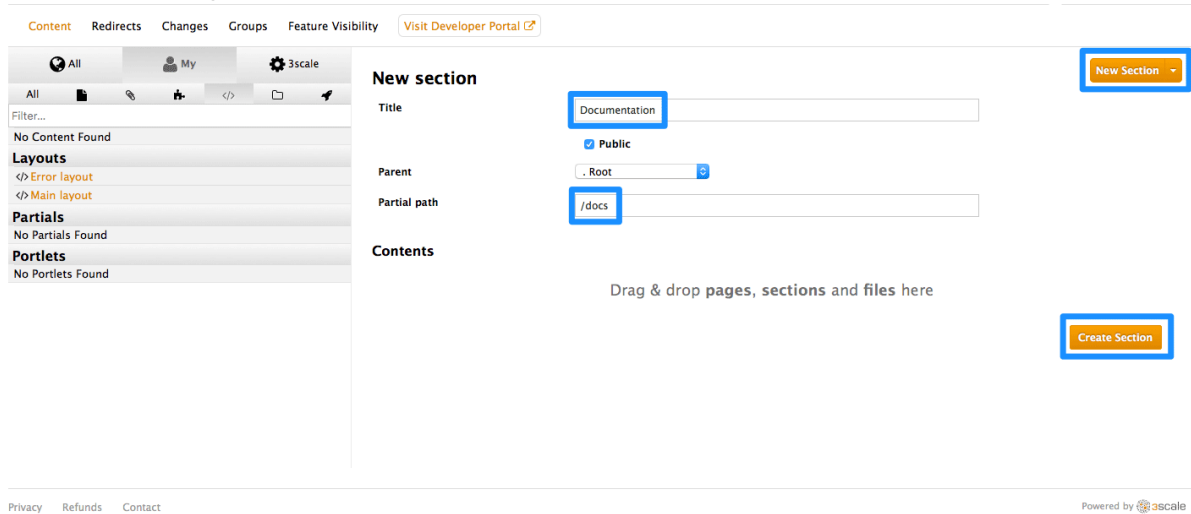 Content Redirects Changes Groups Feature Visibility Visit Developer Portal
All My 3scale
All </>
Filter...
No Content Found
Layouts
</> Error layout
</> Main layout
Partials
No Partials Found
Portlets
No Portlets Found
New section
New Section
Title Documentation
Public
Parent . Root
Partial path /docs
Contents
Drag & drop pages, sections and files here
Create Section
Privacy Refunds Contact
Powered by 3scale